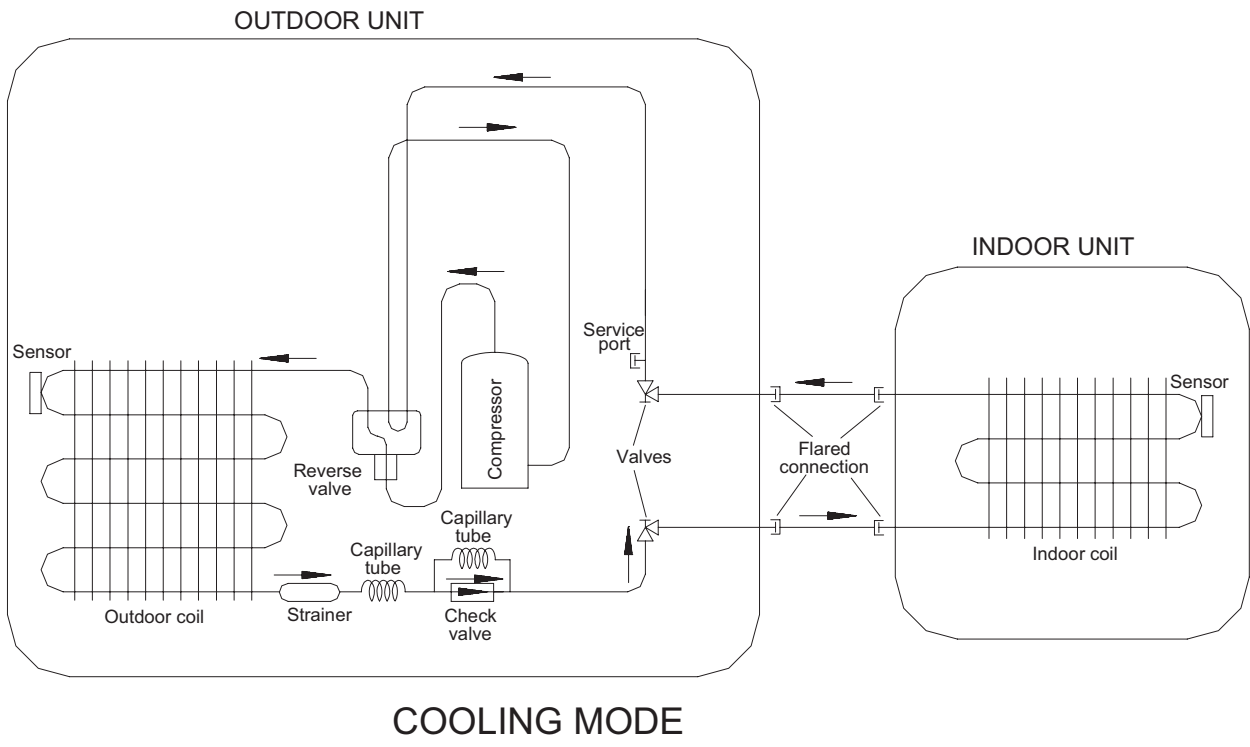 OUTDOOR UNIT
INDOOR UNIT
Service
port
Sensor
Sensor
Compressor
Reverse
valve
Valves
Flared
connection
Capillary
tube
Capillary
tube
Indoor coil
Outdoor coil
Strainer
Check
valve
COOLING MODE